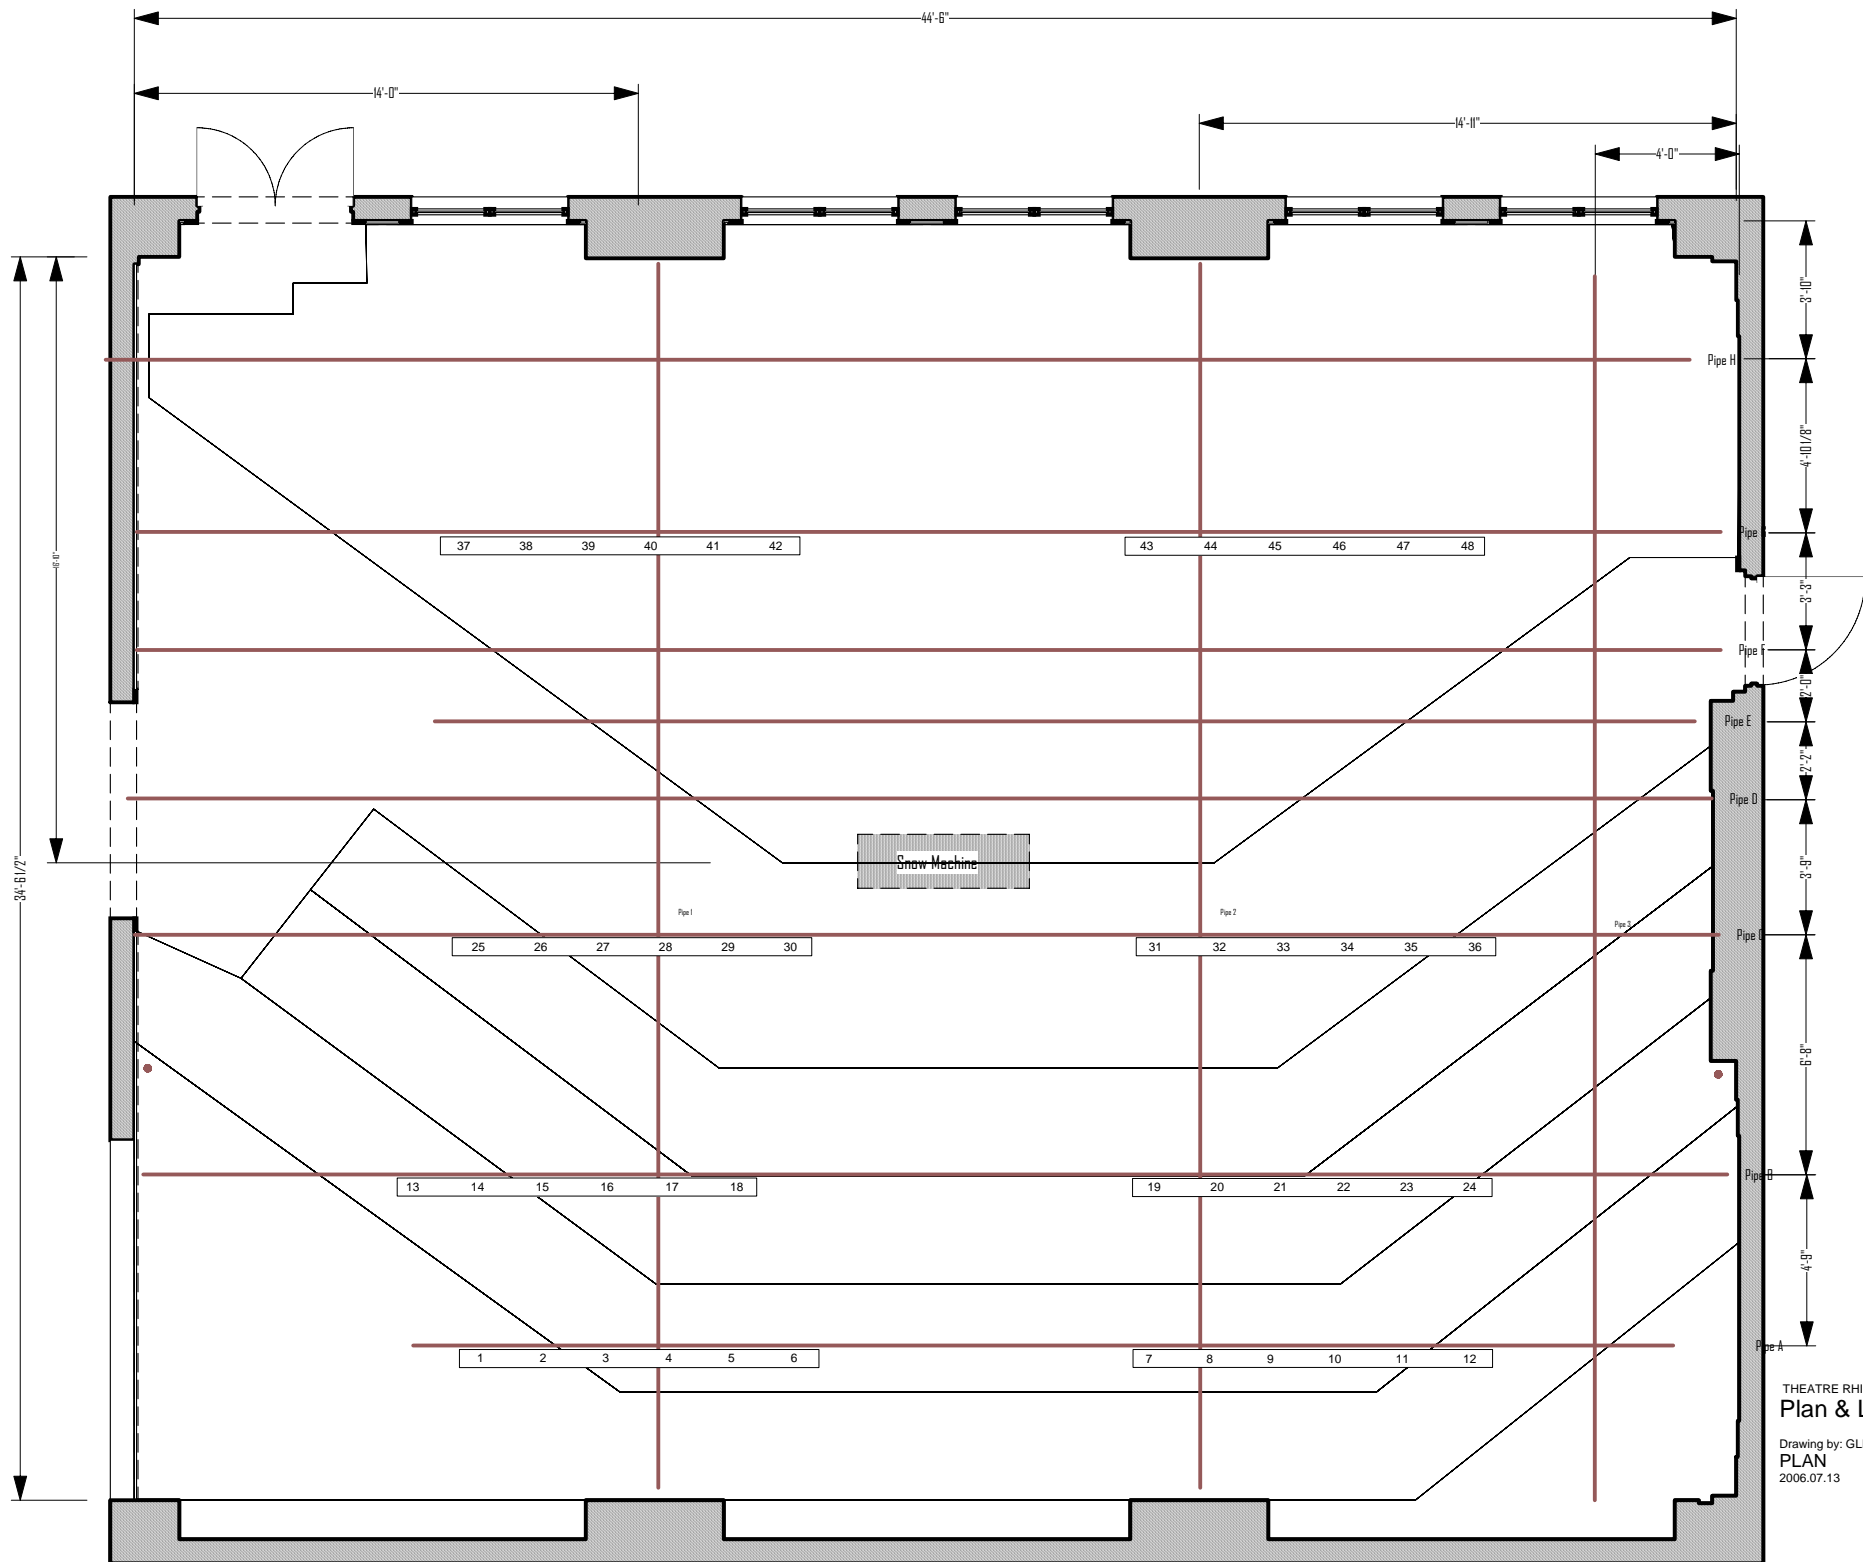 44'-6"
14'-0"
14'-11"
4'-0"
3'-10"
Pipe H
4'-10 1/8"
Pipe G
37 38 39 40 41 42
43 44 45 46 47 48
3'-3"
Pipe F
2'-0"
Pipe E
2'-2"
Pipe D
Snow Machine
34'-6 1/2"
3'-9"
Pipe 1
Pipe 2
Pipe 3
Pipe C
25 26 27 28 29 30
31 32 33 34 35 36
6'-8"
Pipe B
13 14 15 16 17 18
19 20 21 22 23 24
4'-9"
Pipe A
1 2 3 4 5 6
7 8 9 10 11 12
THEATRE RHI
Plan & L
Drawing by: GL
PLAN
2006.07.13